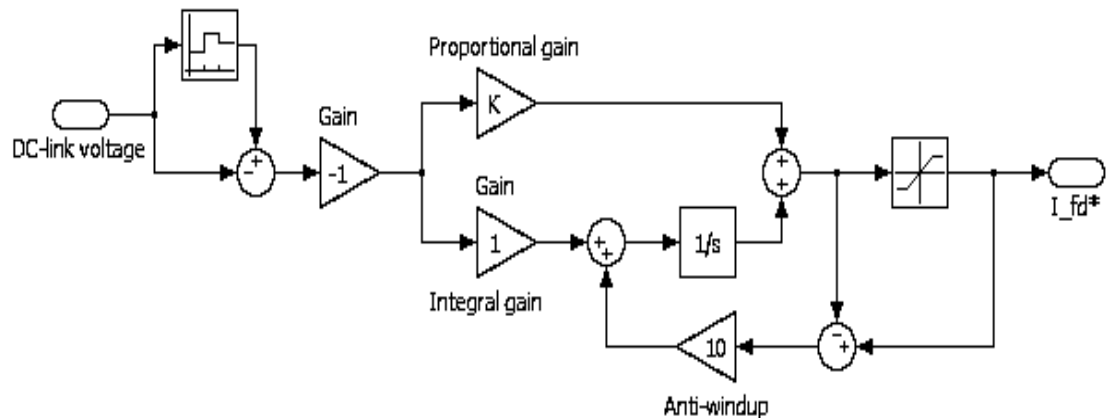 Proportional gain
K
DC-link voltage
Gain
-1
+
-
Gain
1
Integral gain
+
+
1/s
+
+
I_fd*
-
+
10
Anti-windup